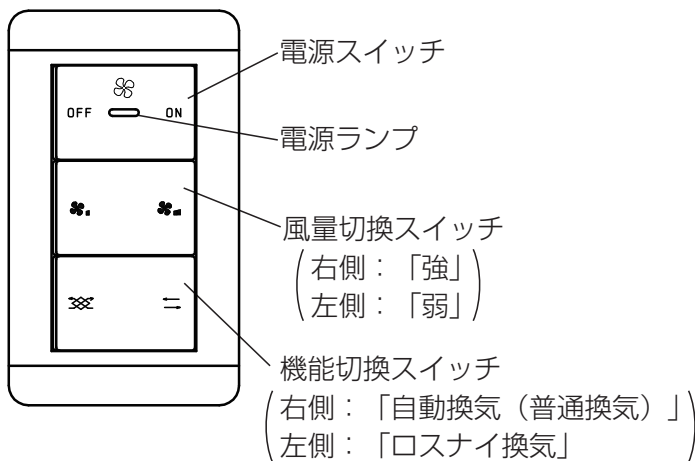 電源スイッチ
OFF ON
電源ランプ
風量切換スイッチ
右側：「強」
左側：「弱」
機能切換スイッチ
右側：「自動換気（普通換気）」
左側：「ロスナイ換気」